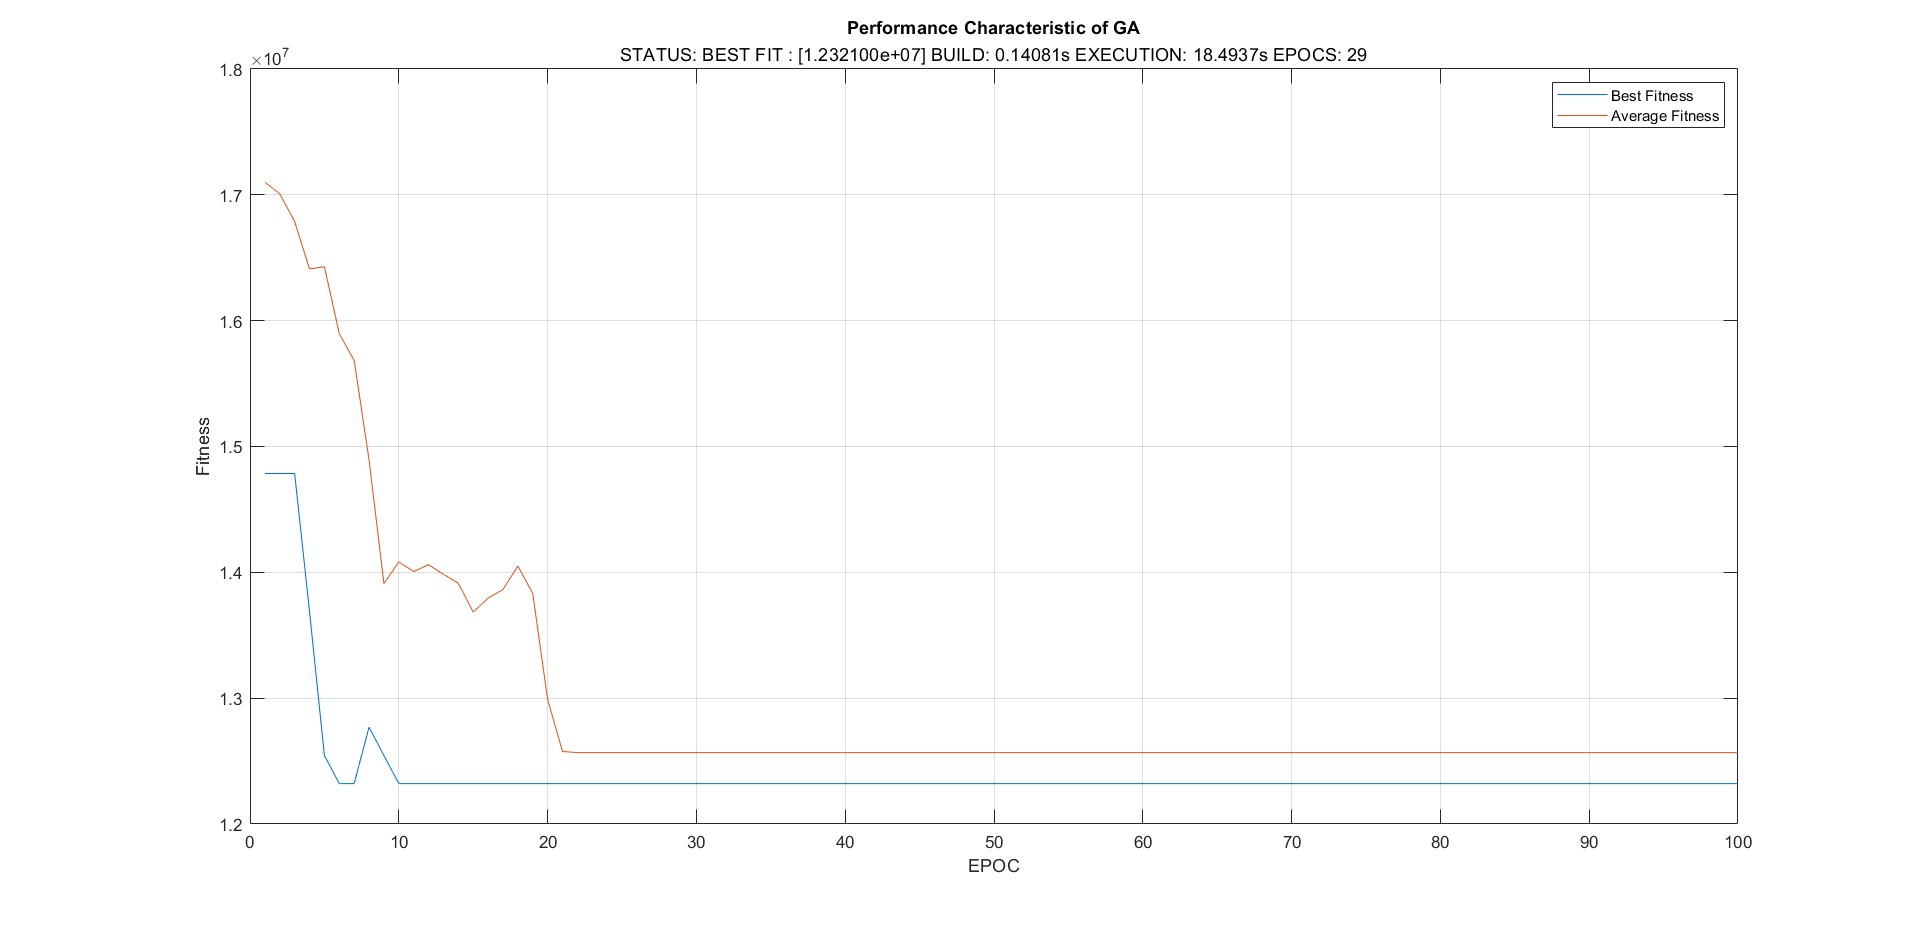 Performance Characteristic of GA
STATUS: BEST FIT : [1.232100e+07] BUILD: 0.14081s EXECUTION: 18.4937s EPOCS: 29
×10⁷
1.8
1.7
1.6
1.5
1.4
1.3
1.2
Fitness
Best Fitness
Average Fitness
0 10 20 30 40 50 60 70 80 90 100
EPOC